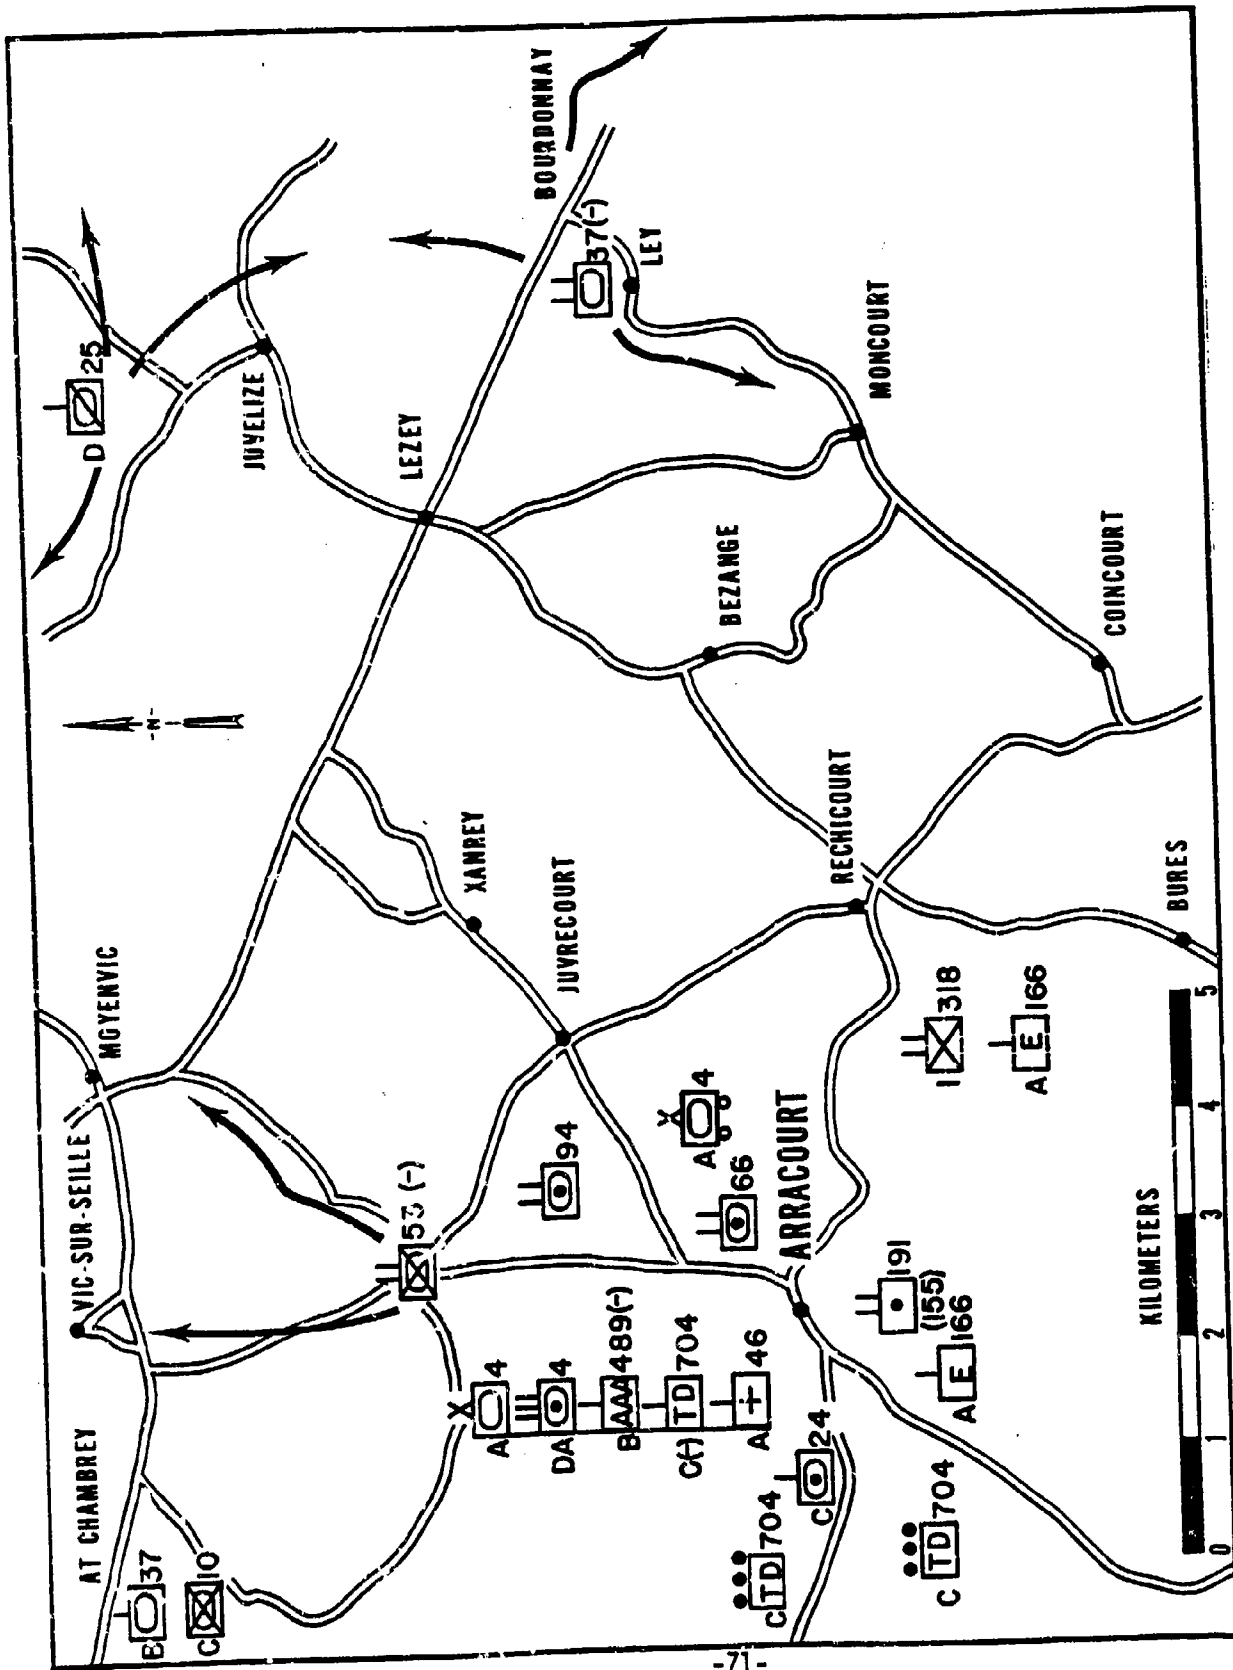 AT CHAMBREY
VIC-SUR-SEILLE
MOYENVIC
B 37
C 10
D 25
-N-
53 (-)
JUVELIZE
LEZEY
BOURDONNAY
37(-)
LEY
XANREY
JUVRECOURT
94
A 4
DA 4
B AAA 489(-)
C(-) TD 704
A 46
A 4
66
BEZANGE
MONCOURT
ARRACOURT
RECHICOURT
C TD 704
C 24
191
(155)
I 318
A E 166
A E 166
C TD 704
COINCOURT
BURES
KILOMETERS
0 1 2 3 4 5
-71-